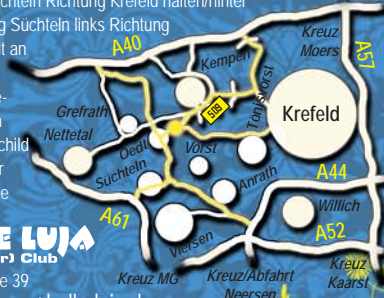 üchteln Richtung Krefeld halten/hinter
g Süchteln links Richtung
t an
A40
Kreuz
Moers
A57
Kempen
509
Tönisvorst
Krefeld
Grefrath
Nettetal
Oedt
Vorst
Süchteln
child
r
e
Anrath
A44
Willich
A61
A52
Viersen
E LUJA
er) Club
e 39
Kreuz MG
Kreuz/Abfahrt
Neersen
Kreuz
Kaarst